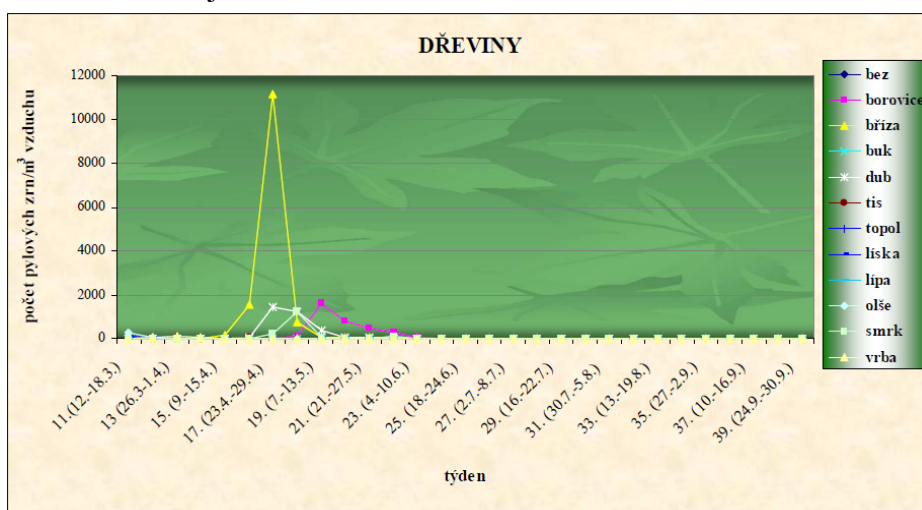 DŘEVINY
počet pylových zrn/m³ vzduchu
12000
10000
8000
6000
4000
2000
0
11.(12.-18.3.)
13 (26.3-1.4.)
15. (9.-15.4.)
17. (23.4.-29.4.)
19. (7-13.5.)
21. (21.-27.5.)
23. (4-10.6.)
25. (18.-24.6.)
27. (2.7-8.7.)
29. (16-22.7.)
31. (30.7-5.8.)
33. (13-19.8.)
35. (27-2.9.)
37. (10-16.9.)
39. (24.9.-30.9.)
týden
bez
borovice
bříza
buk
dub
tis
topol
líska
lípa
olše
smrk
vrba